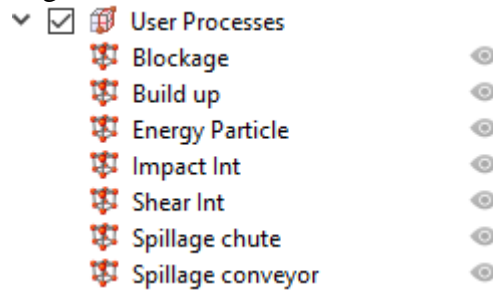 User Processes
Blockage
Build up
Energy Particle
Impact Int
Shear Int
Spillage chute
Spillage conveyor